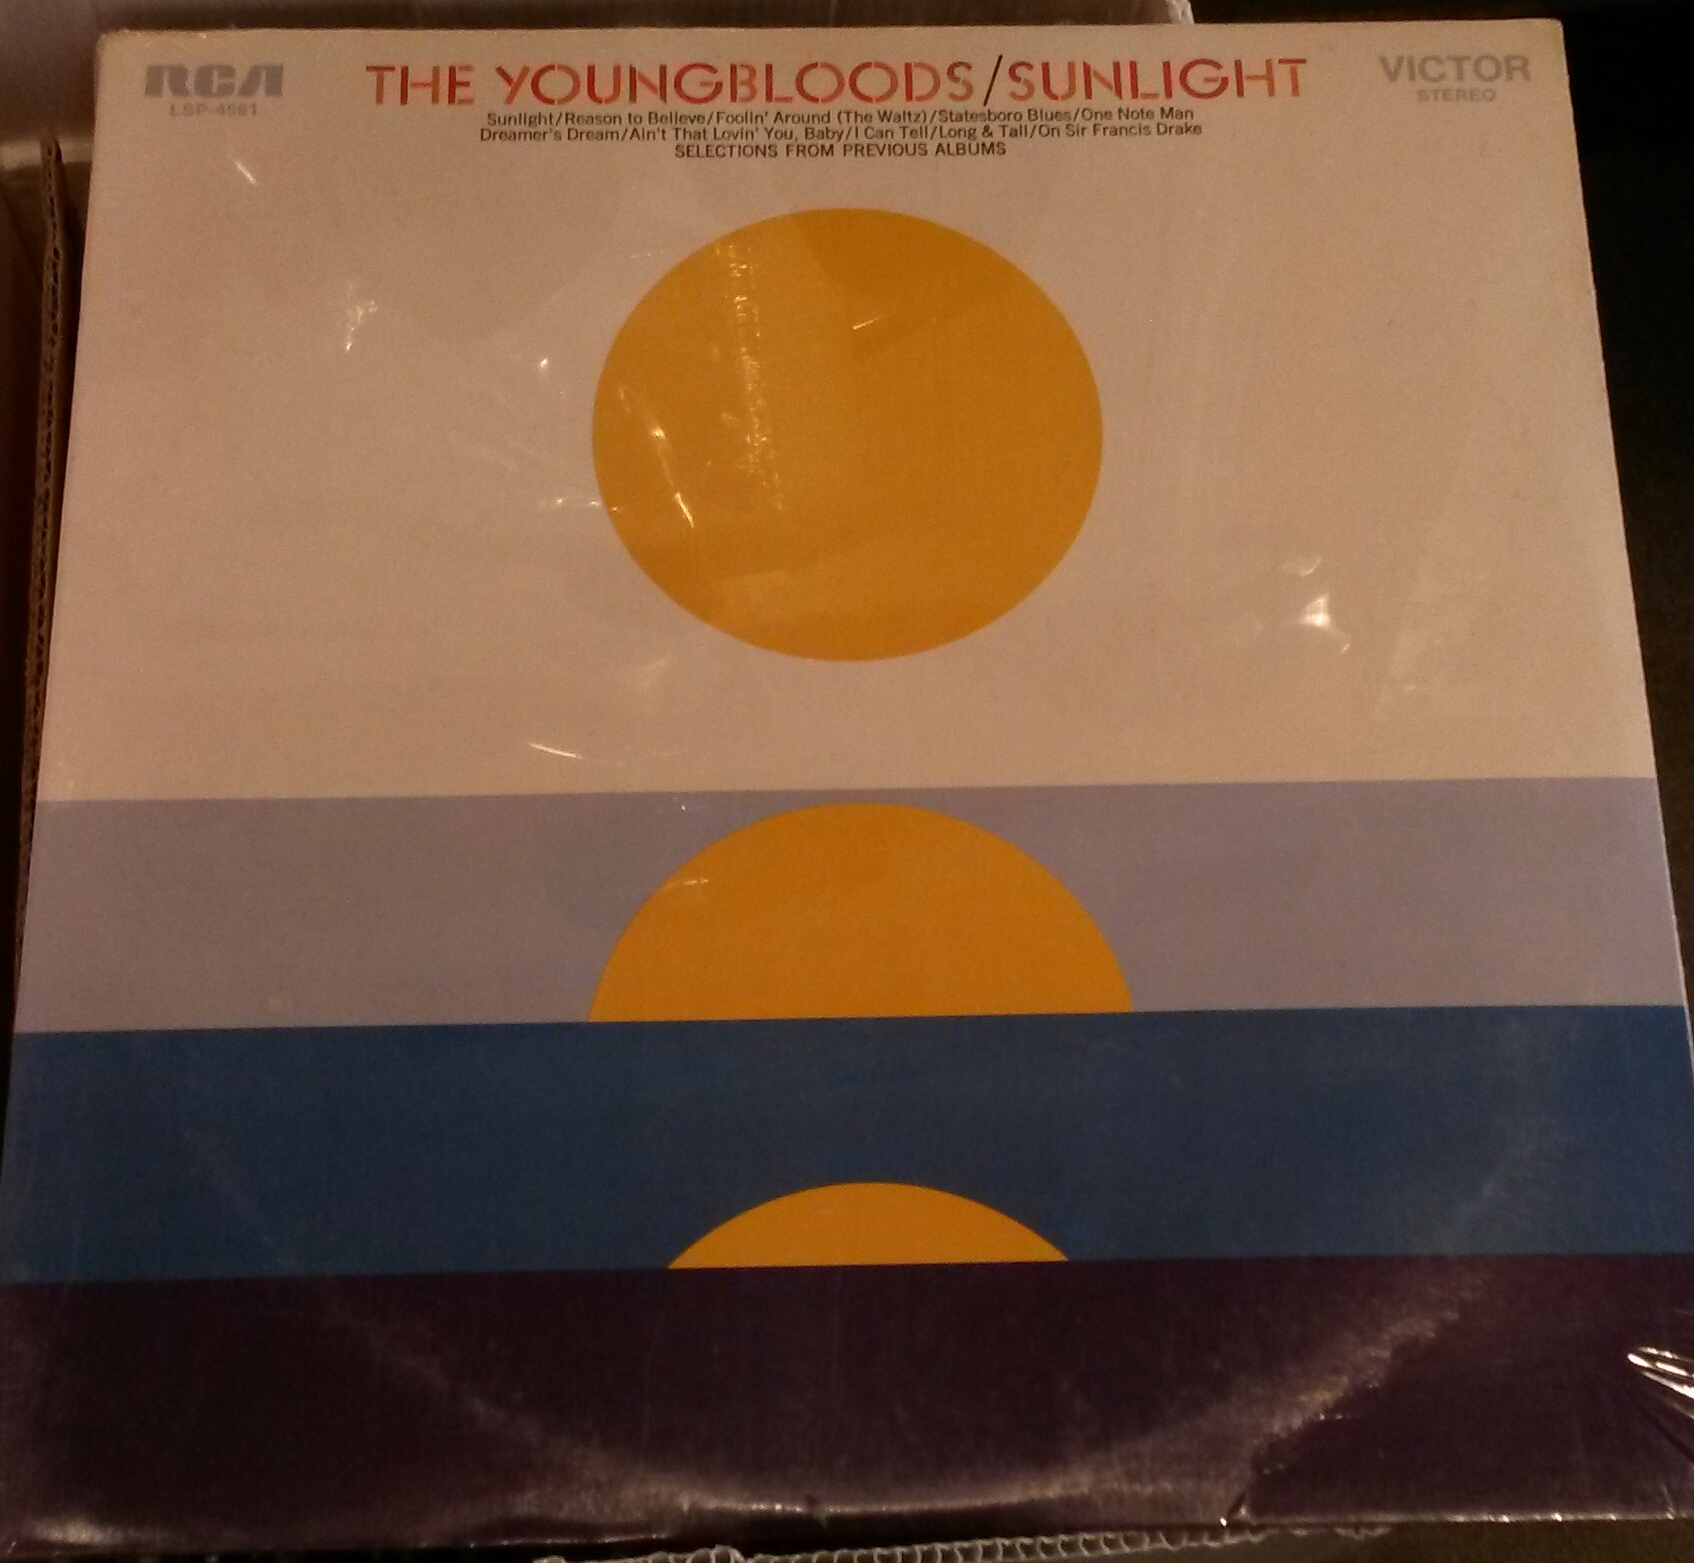 RCA
LSP-4561
THE YOUNGBLOODS/SUNLIGHT
VICTOR
STEREO
Sunlight/Reason to Believe/Foolin' Around (The Waltz)/Statesboro Blues/One Note Man
Dreamer's Dream/Ain't That Lovin' You, Baby/I Can Tell/Long & Tall/On Sir Francis Drake
SELECTIONS FROM PREVIOUS ALBUMS